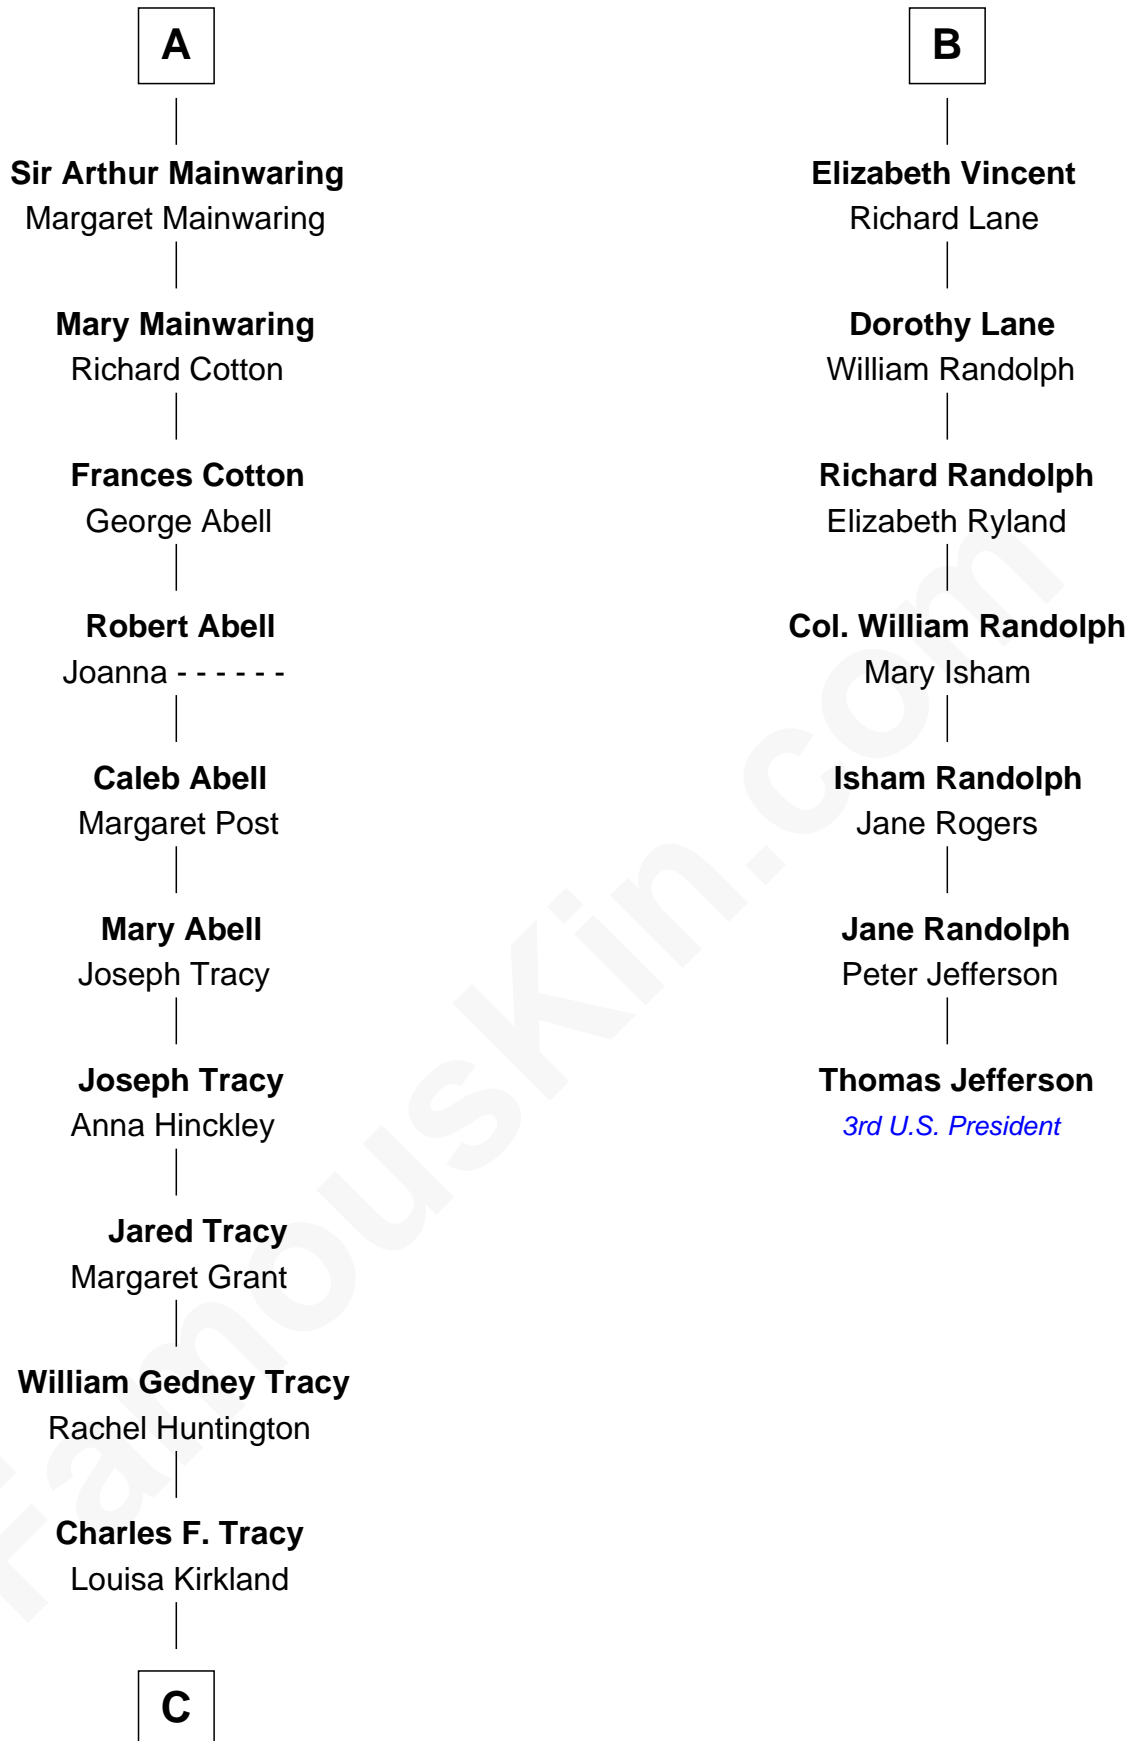 A
Sir Arthur Mainwaring
Margaret Mainwaring
Mary Mainwaring
Richard Cotton
Frances Cotton
George Abell
Robert Abell
Joanna - - - - - -
Caleb Abell
Margaret Post
Mary Abell
Joseph Tracy
Joseph Tracy
Anna Hinckley
Jared Tracy
Margaret Grant
William Gedney Tracy
Rachel Huntington
Charles F. Tracy
Louisa Kirkland
C
B
Elizabeth Vincent
Richard Lane
Dorothy Lane
William Randolph
Richard Randolph
Elizabeth Ryland
Col. William Randolph
Mary Isham
Isham Randolph
Jane Rogers
Jane Randolph
Peter Jefferson
Thomas Jefferson
3rd U.S. President
FamousKin.com